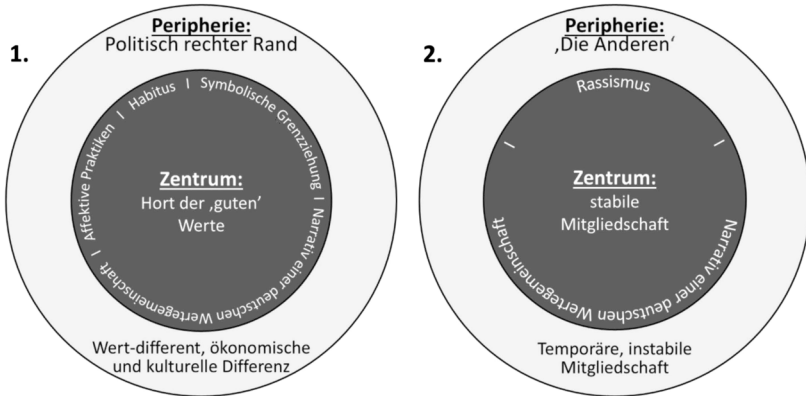 1.
Peripherie:
Politisch rechter Rand
Affektive Praktiken I Habitus I Symbolische Grenzziehung I Narrativ einer deutschen Wertegemeinschaft I
Zentrum:
Hort der ‚guten’
Werte
Wert-different, ökonomische
und kulturelle Differenz
2.
Peripherie:
‚Die Anderen‘
Rassismus
I
I
Zentrum:
stabile
Mitgliedschaft
Narrativ einer deutschen Wertegemeinschaft
Temporäre, instabile
Mitgliedschaft